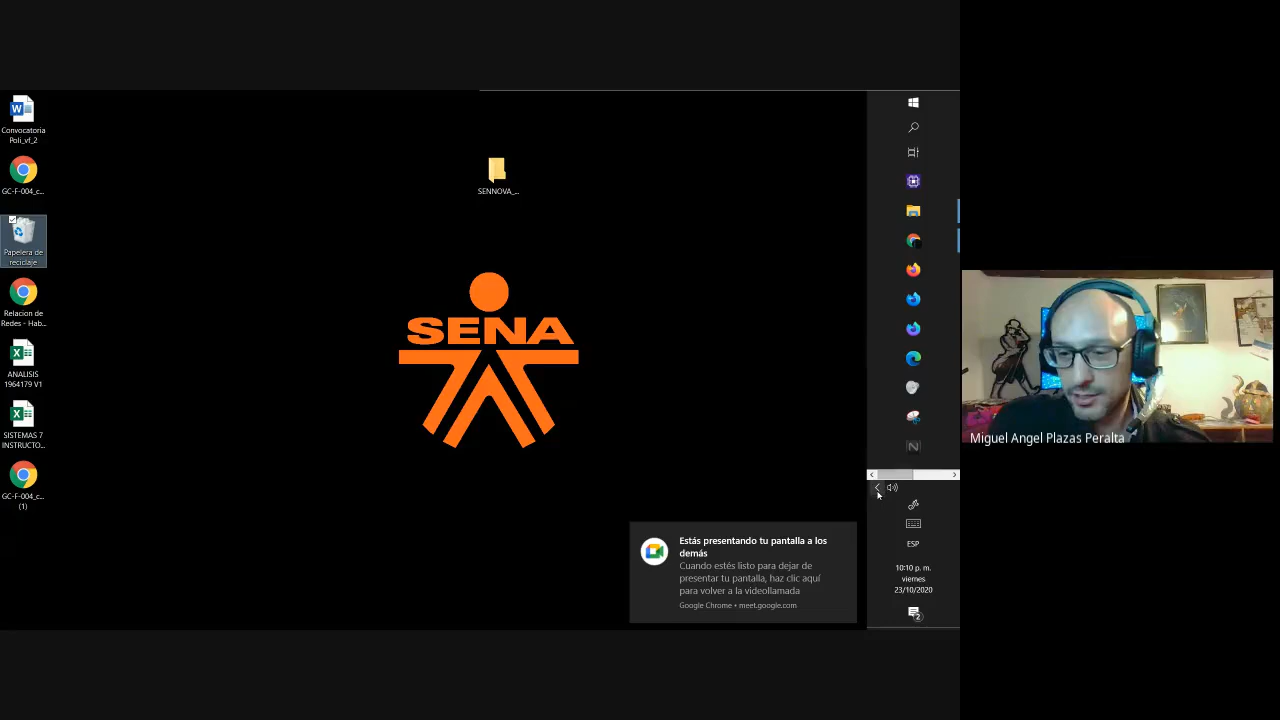 Convocatoria
Poli_vf_2
GC-F-004_c...
Papelera de
reciclaje
Relacion de
Redes - Hab...
ANALISIS
1964179 V1
SISTEMAS 7
INSTRUCTO...
GC-F-004_c...
(1)
SENNOVA_...
SENA
Estás presentando tu pantalla a los
demás
Cuando estés listo para dejar de
presentar tu pantalla, haz clic aquí
para volver a la videollamada
Google Chrome • meet.google.com
ESP
10:10 p. m.
viernes
23/10/2020
2
Miguel Angel Plazas Peralta